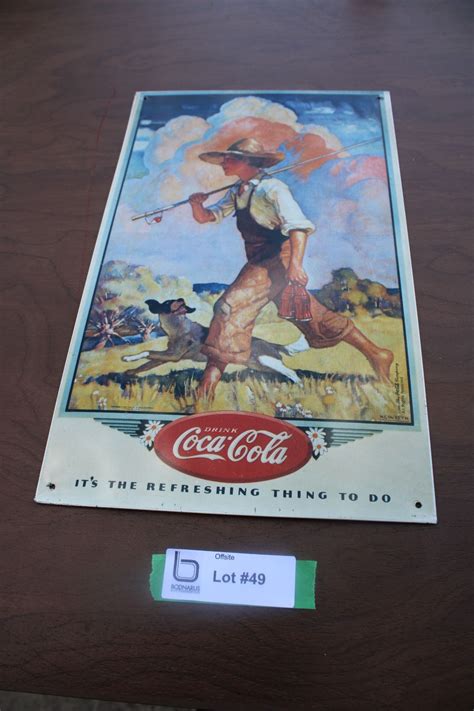 DRINK
Coca-Cola
IT'S THE REFRESHING THING TO DO
Offsite
Lot #49
BODNARUS